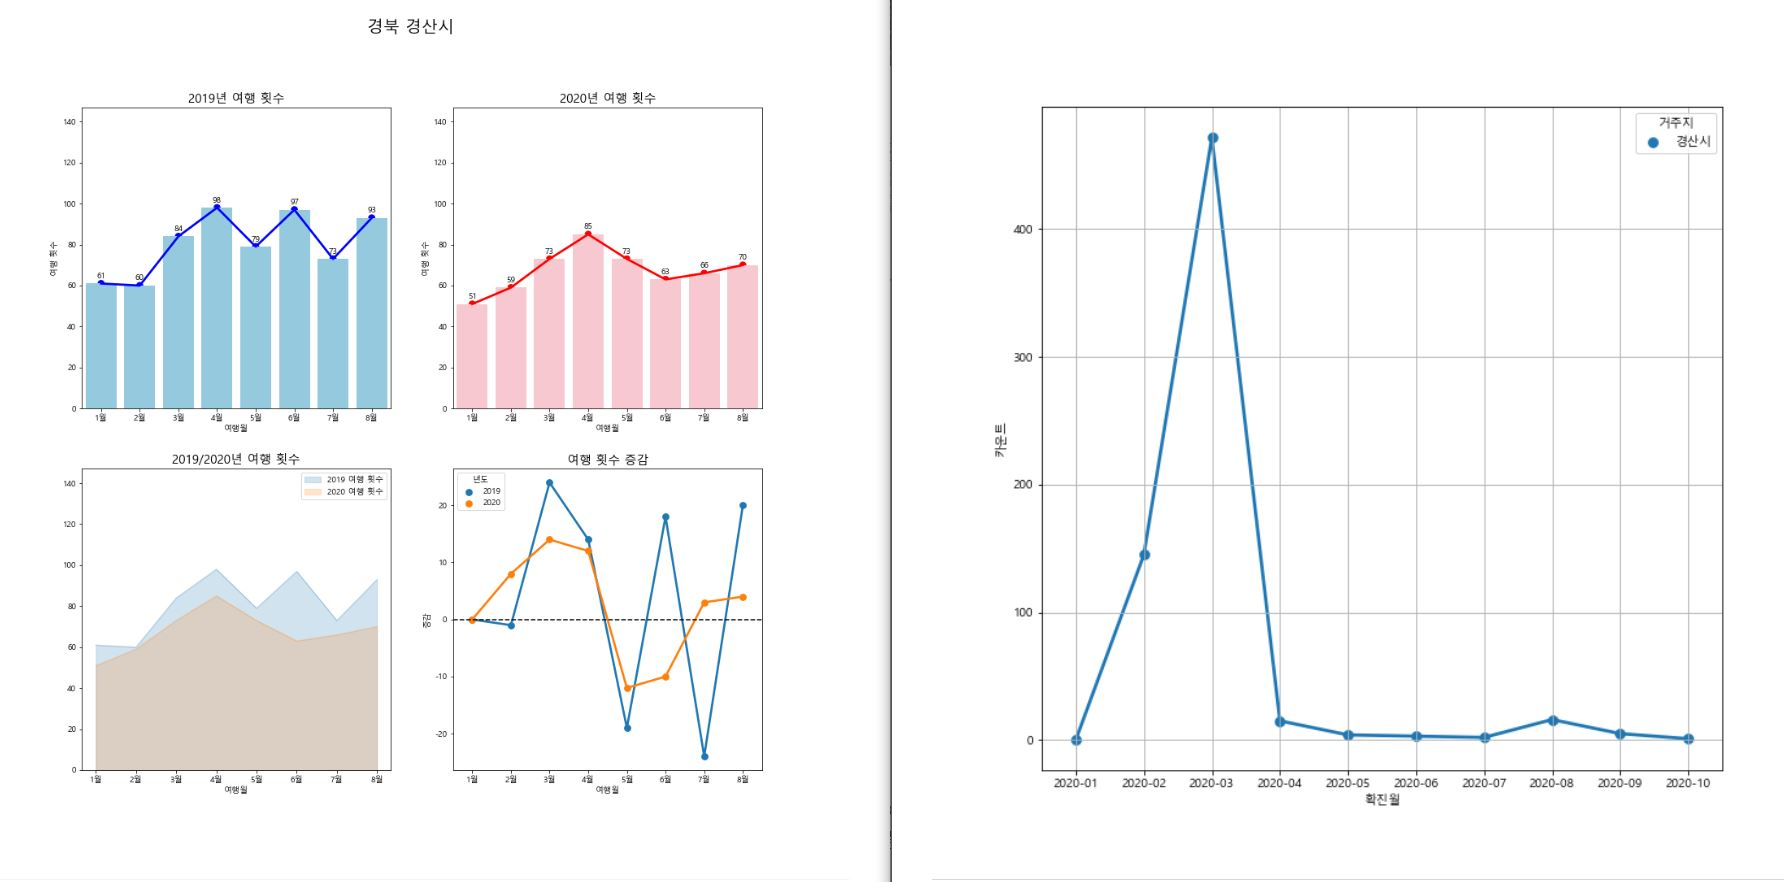 경북 경산시
2019년 여행 횟수
140
120
100
80
60
40
20
0
여행 횟수
61
60
84
98
79
97
73
93
1월 2월 3월 4월 5월 6월 7월 8월
여행월
2020년 여행 횟수
140
120
100
80
60
40
20
0
여행 횟수
51
59
73
85
73
63
66
70
1월 2월 3월 4월 5월 6월 7월 8월
여행월
2019/2020년 여행 횟수
2019 여행 횟수
2020 여행 횟수
140
120
100
80
60
40
20
0
1월 2월 3월 4월 5월 6월 7월 8월
여행월
여행 횟수 증감
년도
2019
2020
20
10
0
-10
-20
증감
1월 2월 3월 4월 5월 6월 7월 8월
여행월
거주지
경산시
400
300
200
100
0
카운트
2020-01 2020-02 2020-03 2020-04 2020-05 2020-06 2020-07 2020-08 2020-09 2020-10
확진월